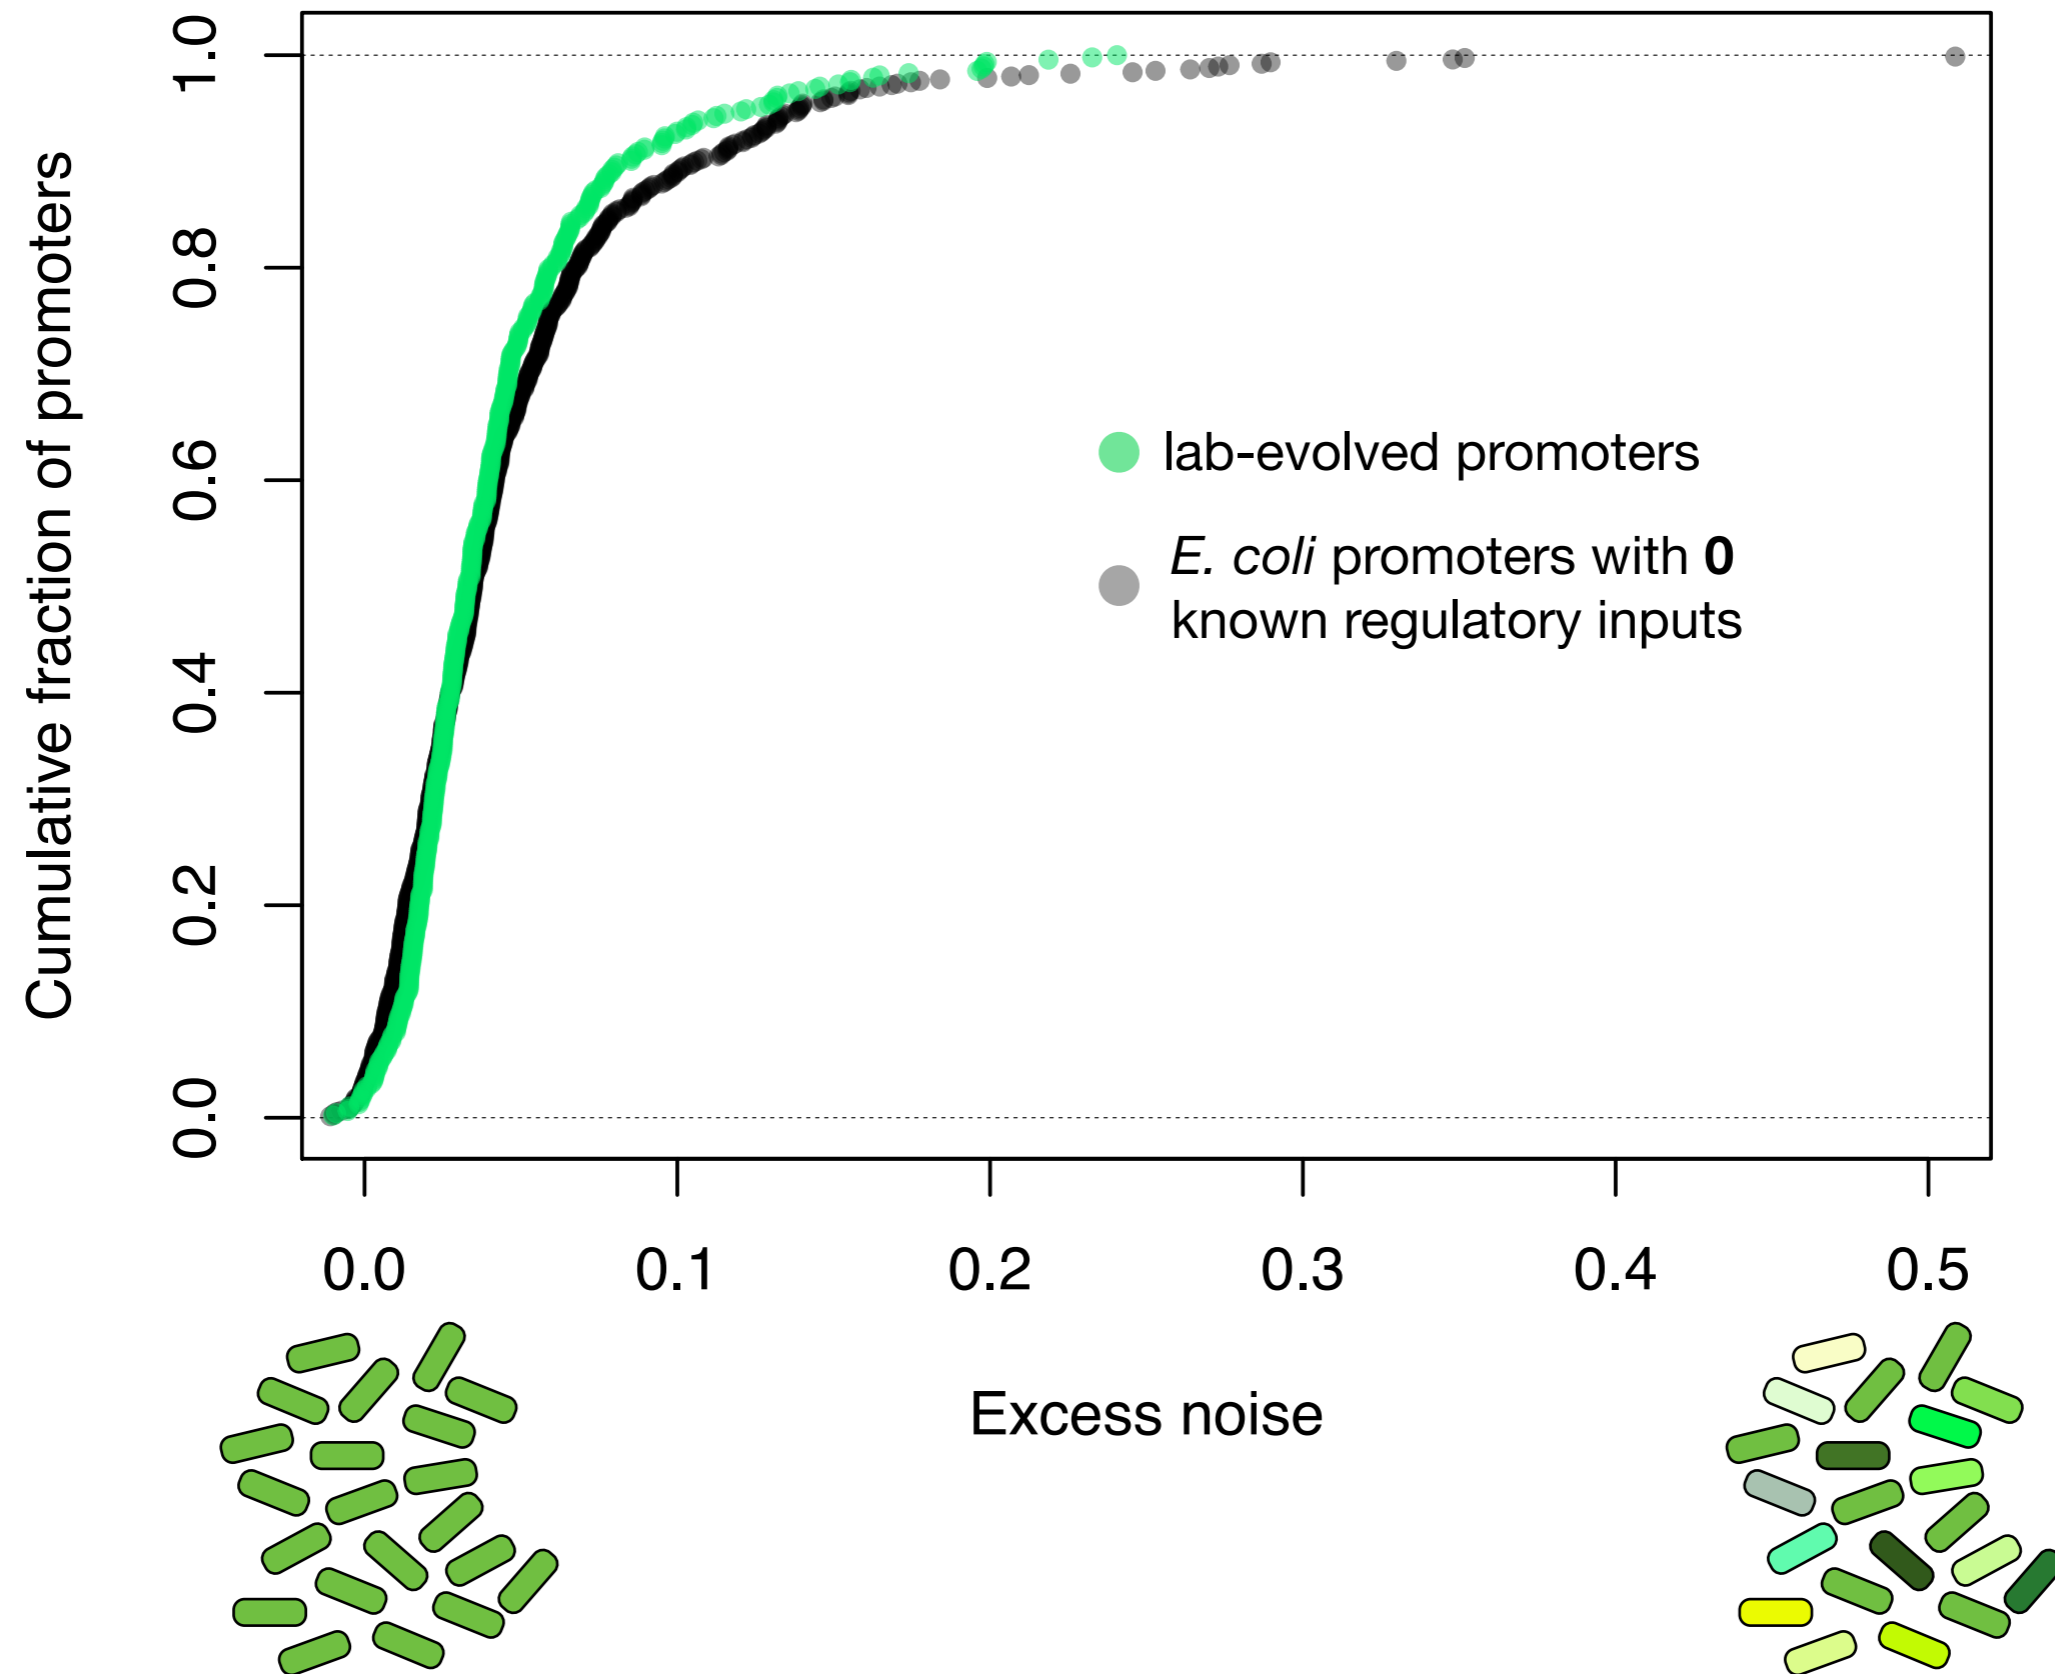 Cumulative fraction of promoters
1.0
0.8
0.6
0.4
0.2
0.0
lab-evolved promoters
E. coli promoters with 0
known regulatory inputs
0.0 0.1 0.2 0.3 0.4 0.5
Excess noise